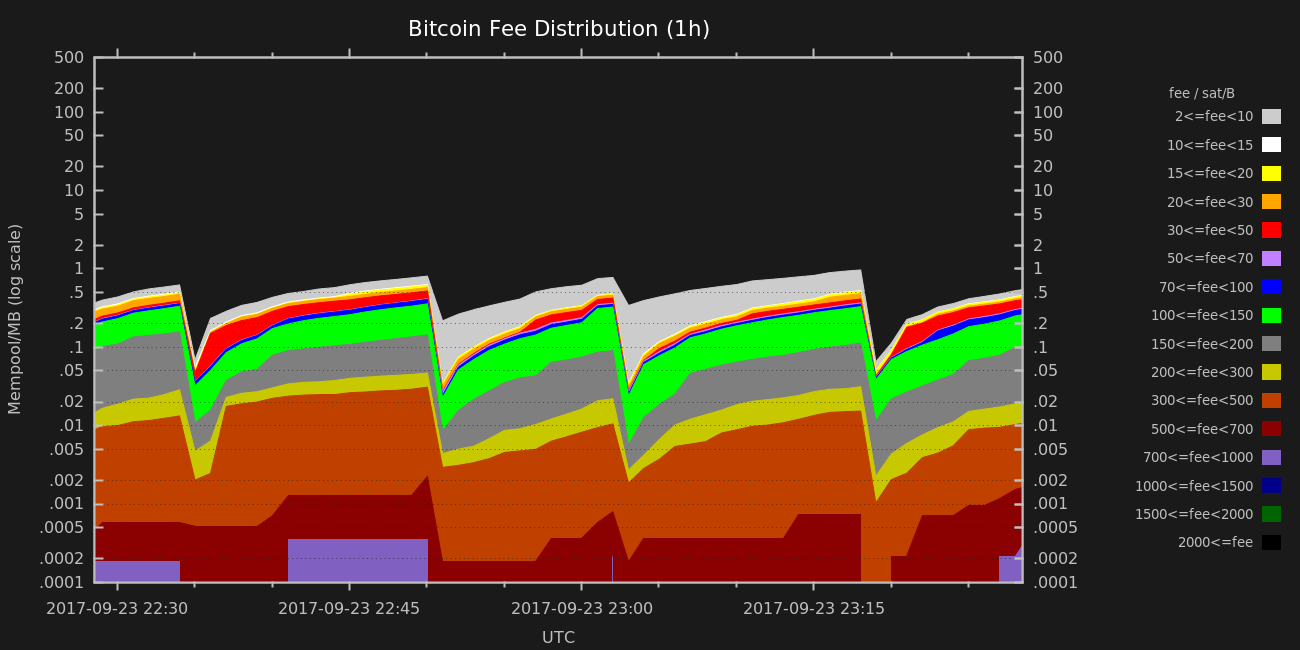 Bitcoin Fee Distribution (1h)
500 500
200 200
100 100
50 50
20 20
10 10
5 5
2 2
1 1
.5 .5
.2 .2
.1 .1
.05 .05
.02 .02
.01 .01
.005 .005
.002 .002
.001 .001
.0005 .0005
.0002 .0002
.0001 .0001
Mempool/MB (log scale)
2017-09-23 22:30 2017-09-23 22:45 2017-09-23 23:00 2017-09-23 23:15
UTC
fee / sat/B
2<=fee<10
10<=fee<15
15<=fee<20
20<=fee<30
30<=fee<50
50<=fee<70
70<=fee<100
100<=fee<150
150<=fee<200
200<=fee<300
300<=fee<500
500<=fee<700
700<=fee<1000
1000<=fee<1500
1500<=fee<2000
2000<=fee